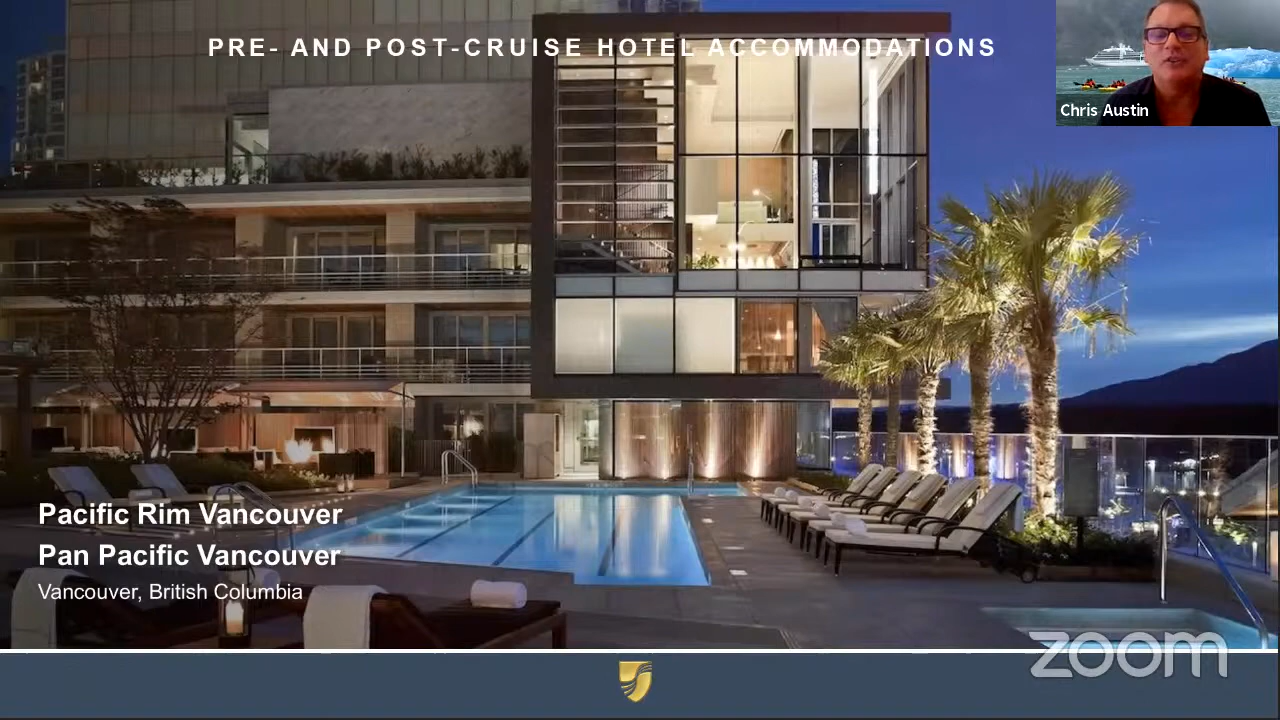 PRE- AND POST-CRUISE HOTEL ACCOMMODATIONS
Chris Austin
Pacific Rim Vancouver
Pan Pacific Vancouver
Vancouver, British Columbia
zoom